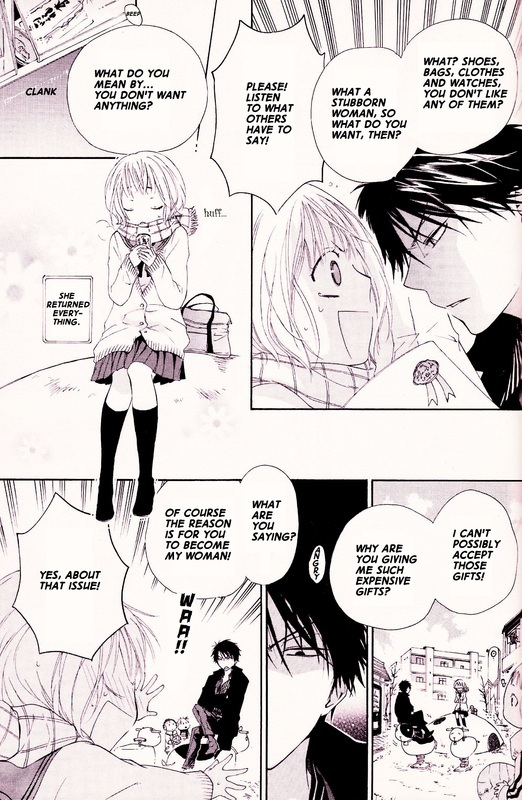 WHAT? SHOES,
BAGS, CLOTHES
AND WATCHES,
YOU DON'T LIKE
ANY OF THEM?
WHAT A
STUBBORN
WOMAN, SO
WHAT DO YOU
WANT, THEN?
PLEASE!
LISTEN
TO WHAT
OTHERS
HAVE TO
SAY!
BEEP
WHAT DO YOU
MEAN BY...
YOU DON'T WANT
ANYTHING?
CLANK
huff...
SHE
RETURNED
EVERY-
THING.
I CAN'T
POSSIBLY
ACCEPT
THOSE
GIFTS!
WHY ARE
YOU GIVING
ME SUCH
EXPENSIVE
GIFTS?
ANGRY
WHAT
ARE
YOU
SAYING?
OF COURSE
THE REASON
IS FOR YOU
TO BECOME
MY WOMAN!
WAA!!
YES, ABOUT
THAT ISSUE!